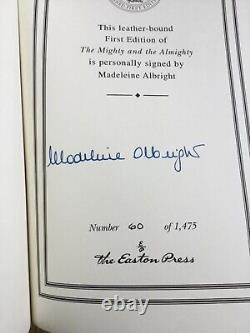 This leather-bound
First Edition of
The Mighty and the Almighty
is personally signed by
Madeleine Albright
Madeleine Albright
Number 60 of 1,475
The Easton Press